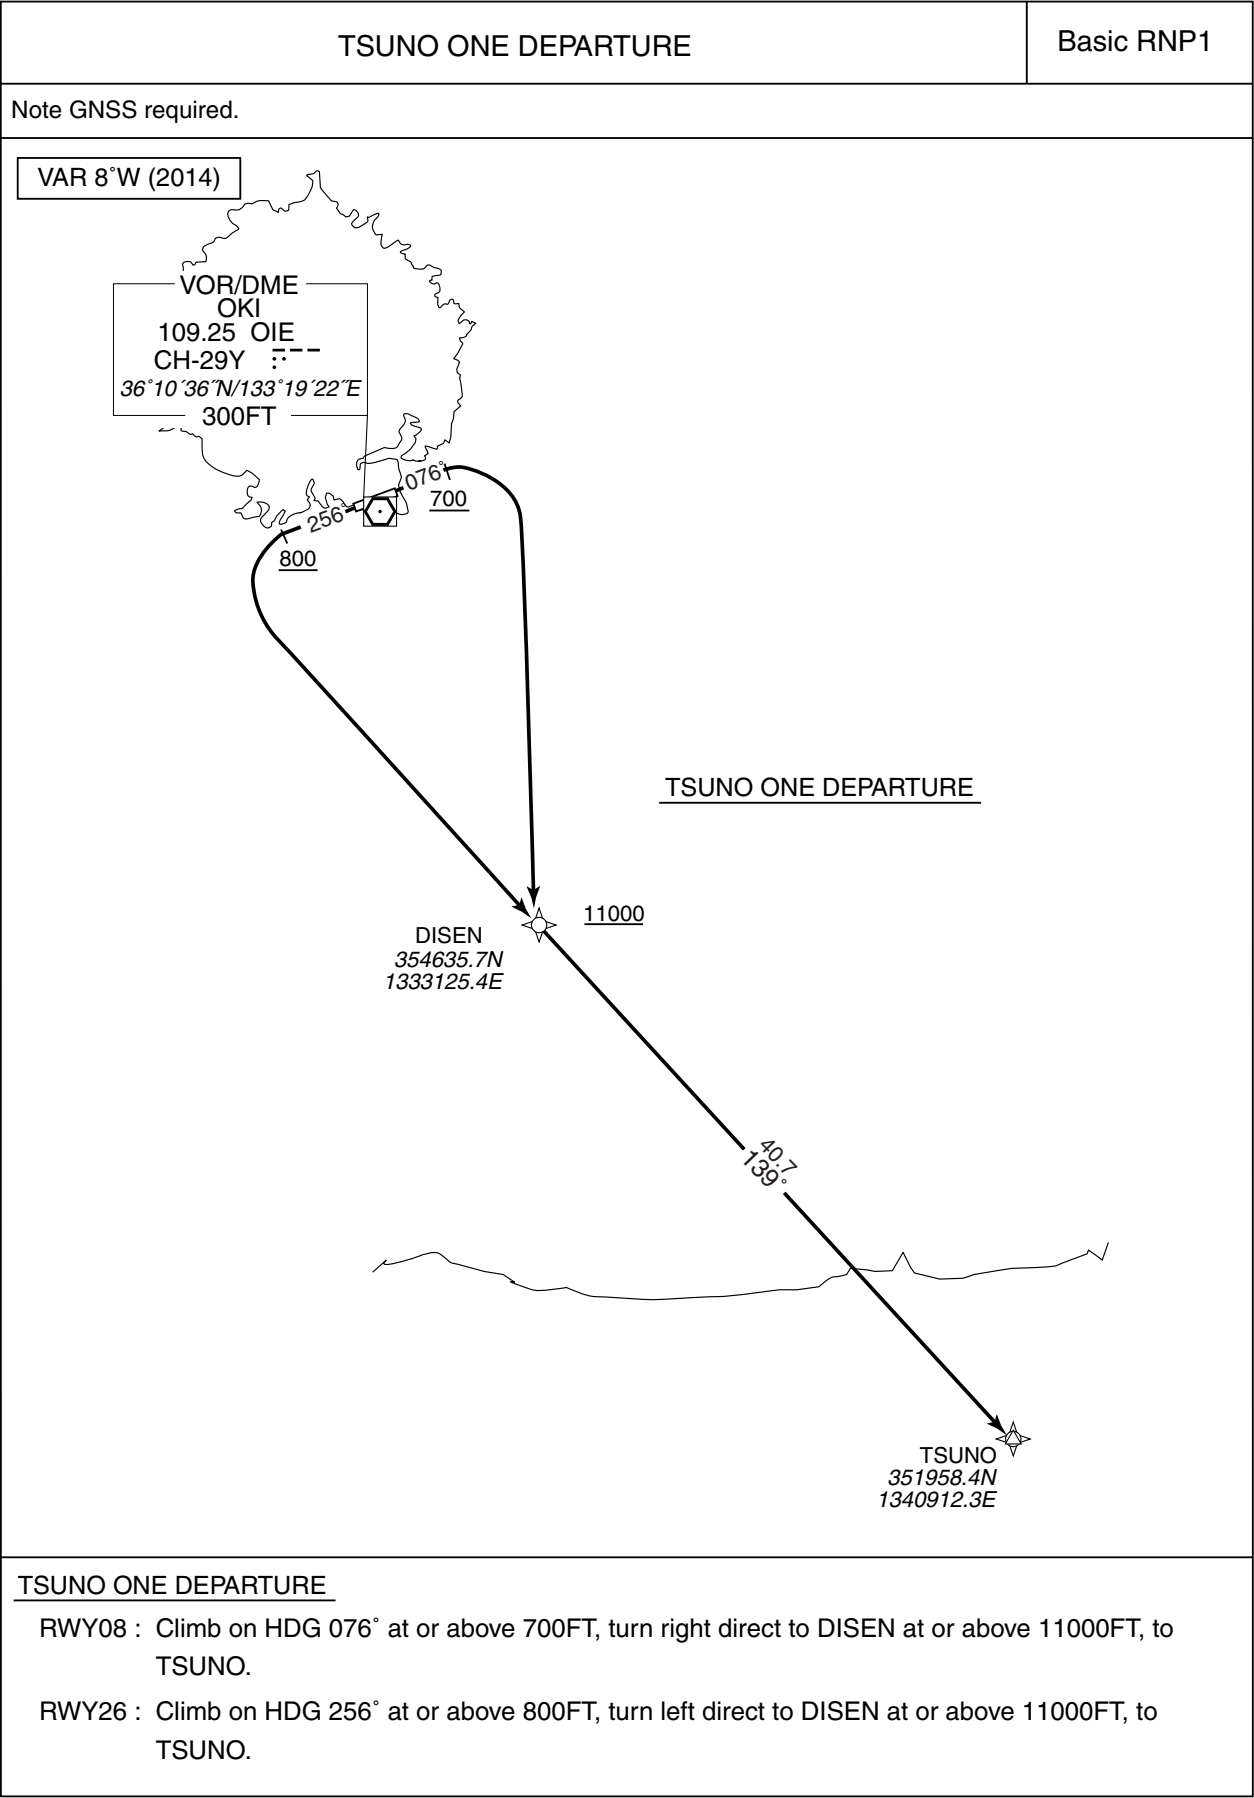 TSUNO ONE DEPARTURE
Basic RNP1
Note GNSS required.
VAR 8˚W (2014)
VOR/DME
OKI
109.25 OIE
CH-29Y
36˚10´36˝N/133˚19´22˝E
300FT
076˚
700
256˚
800
TSUNO ONE DEPARTURE
11000
DISEN
354635.7N
1333125.4E
40.7
139˚
TSUNO
351958.4N
1340912.3E
TSUNO ONE DEPARTURE
RWY08 : Climb on HDG 076˚ at or above 700FT, turn right direct to DISEN at or above 11000FT, to
TSUNO.
RWY26 : Climb on HDG 256˚ at or above 800FT, turn left direct to DISEN at or above 11000FT, to
TSUNO.